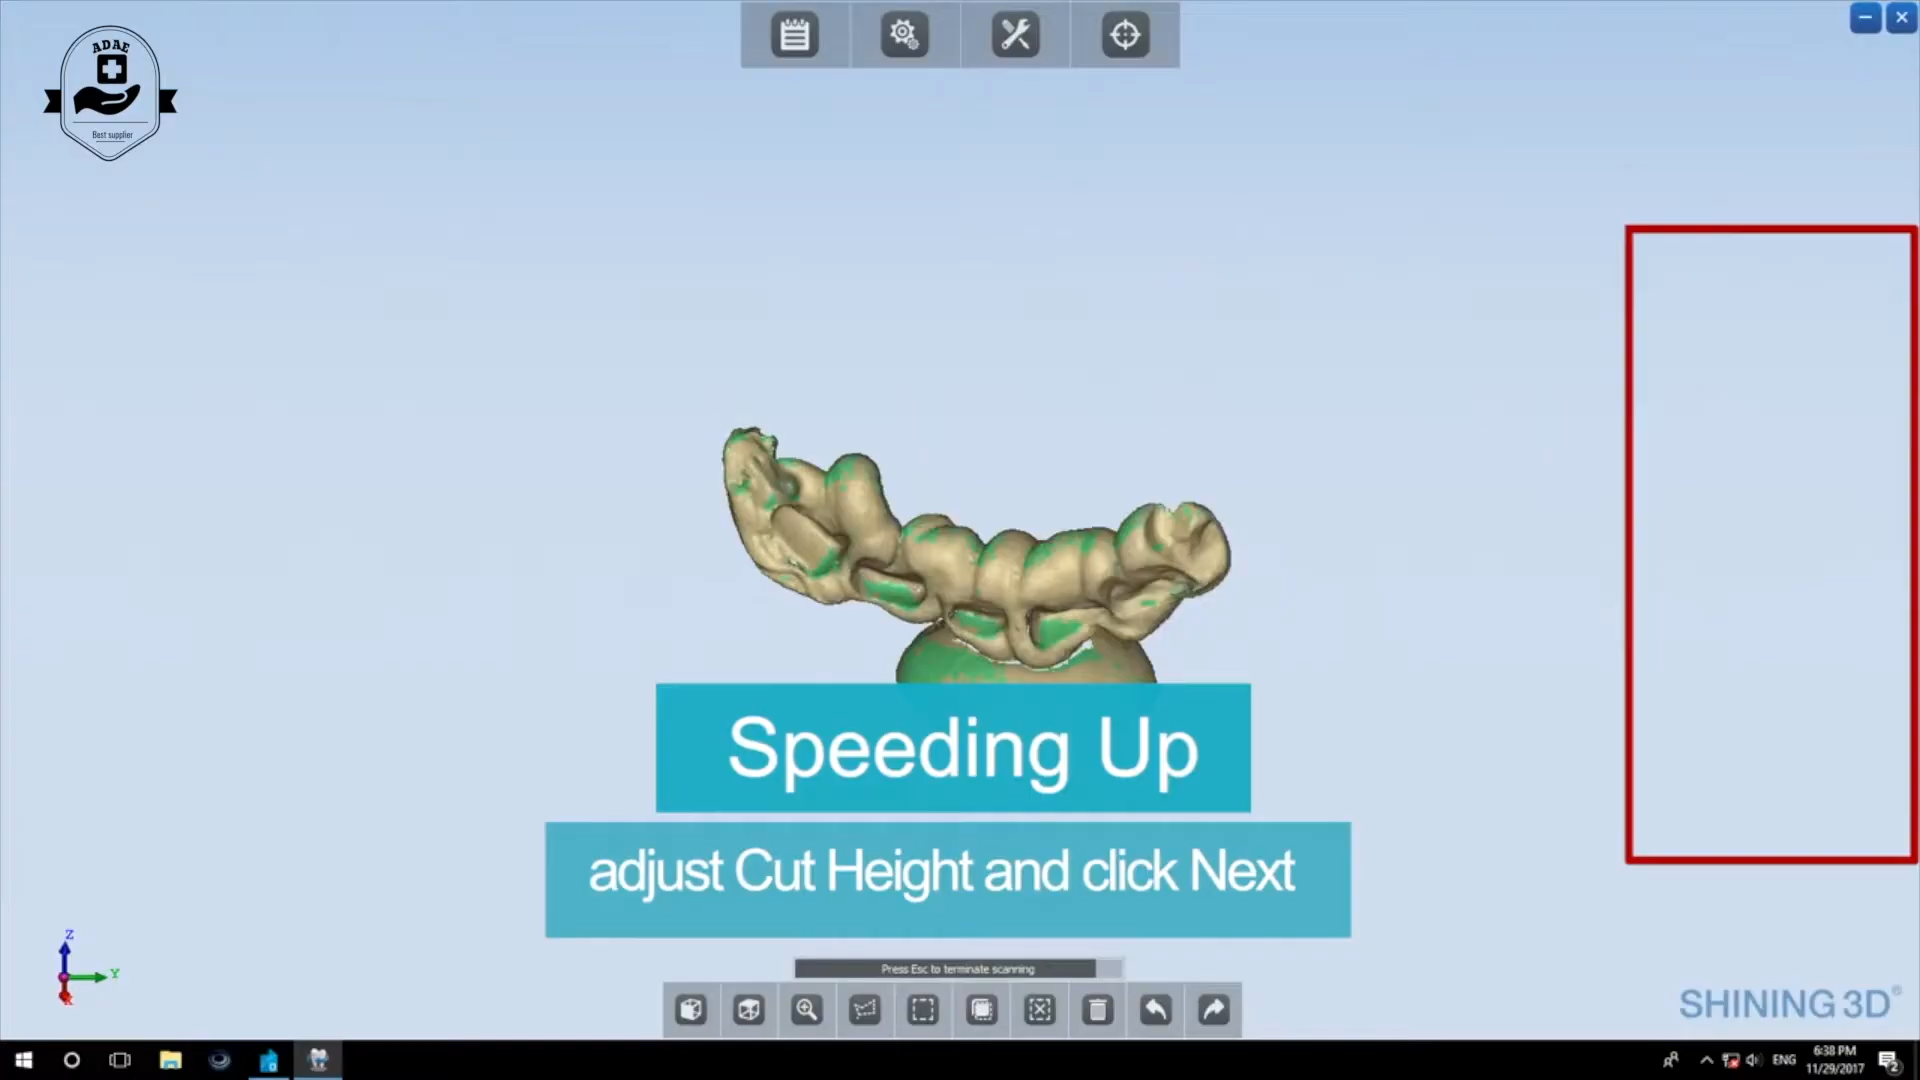 ADAE
Best supplier
Speeding Up
adjust Cut Height and click Next
Press Esc to terminate scanning
Z
Y
X
SHINING 3D®
ENG
6:38 PM
11/29/2017
2